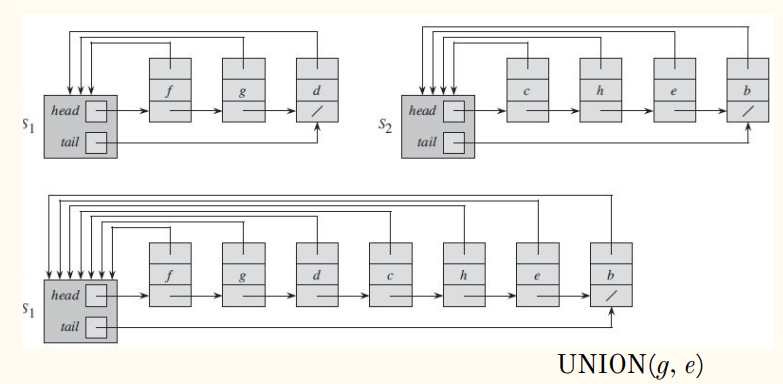 f g d c h e b
head head
S1 S2
tail / tail /
f g d c h e b
head
S1
tail /
UNION(g, e)